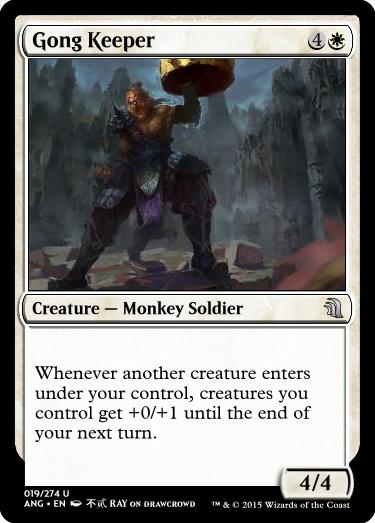 Gong Keeper 4
Creature — Monkey Soldier
Whenever another creature enters
under your control, creatures you
control get +0/+1 until the end of
your next turn.
4/4
019/274 U
ANG • EN 不贰 RAY ON DRAWCROWD ™ & © 2015 Wizards of the Coast